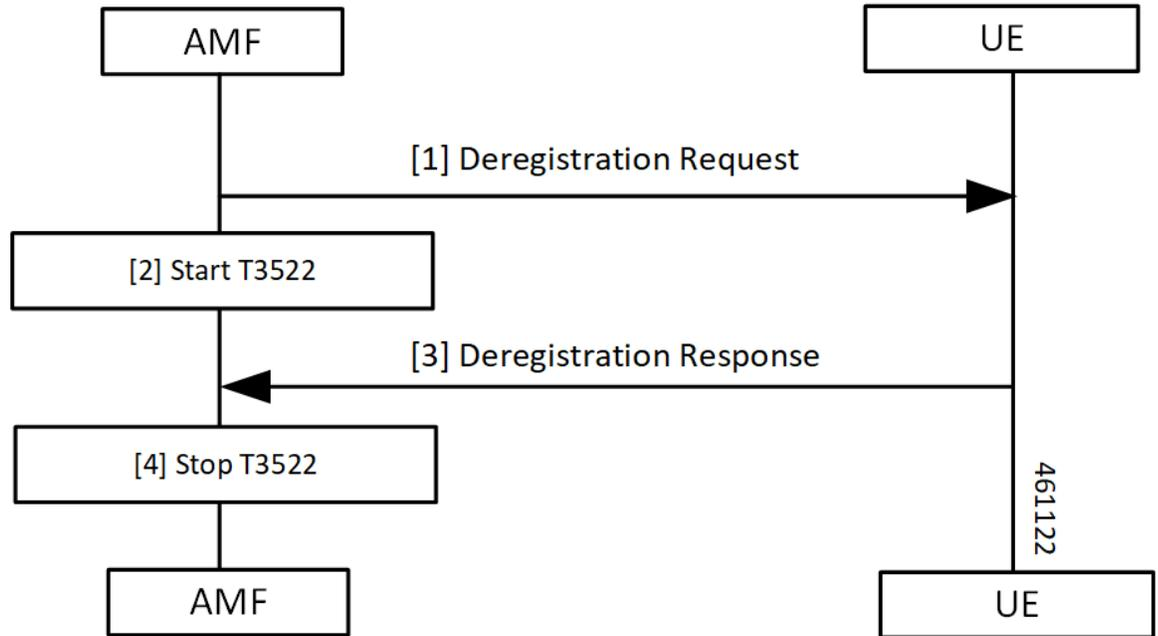 AMF
UE
[1] Deregistration Request
[2] Start T3522
[3] Deregistration Response
[4] Stop T3522
461122
AMF
UE